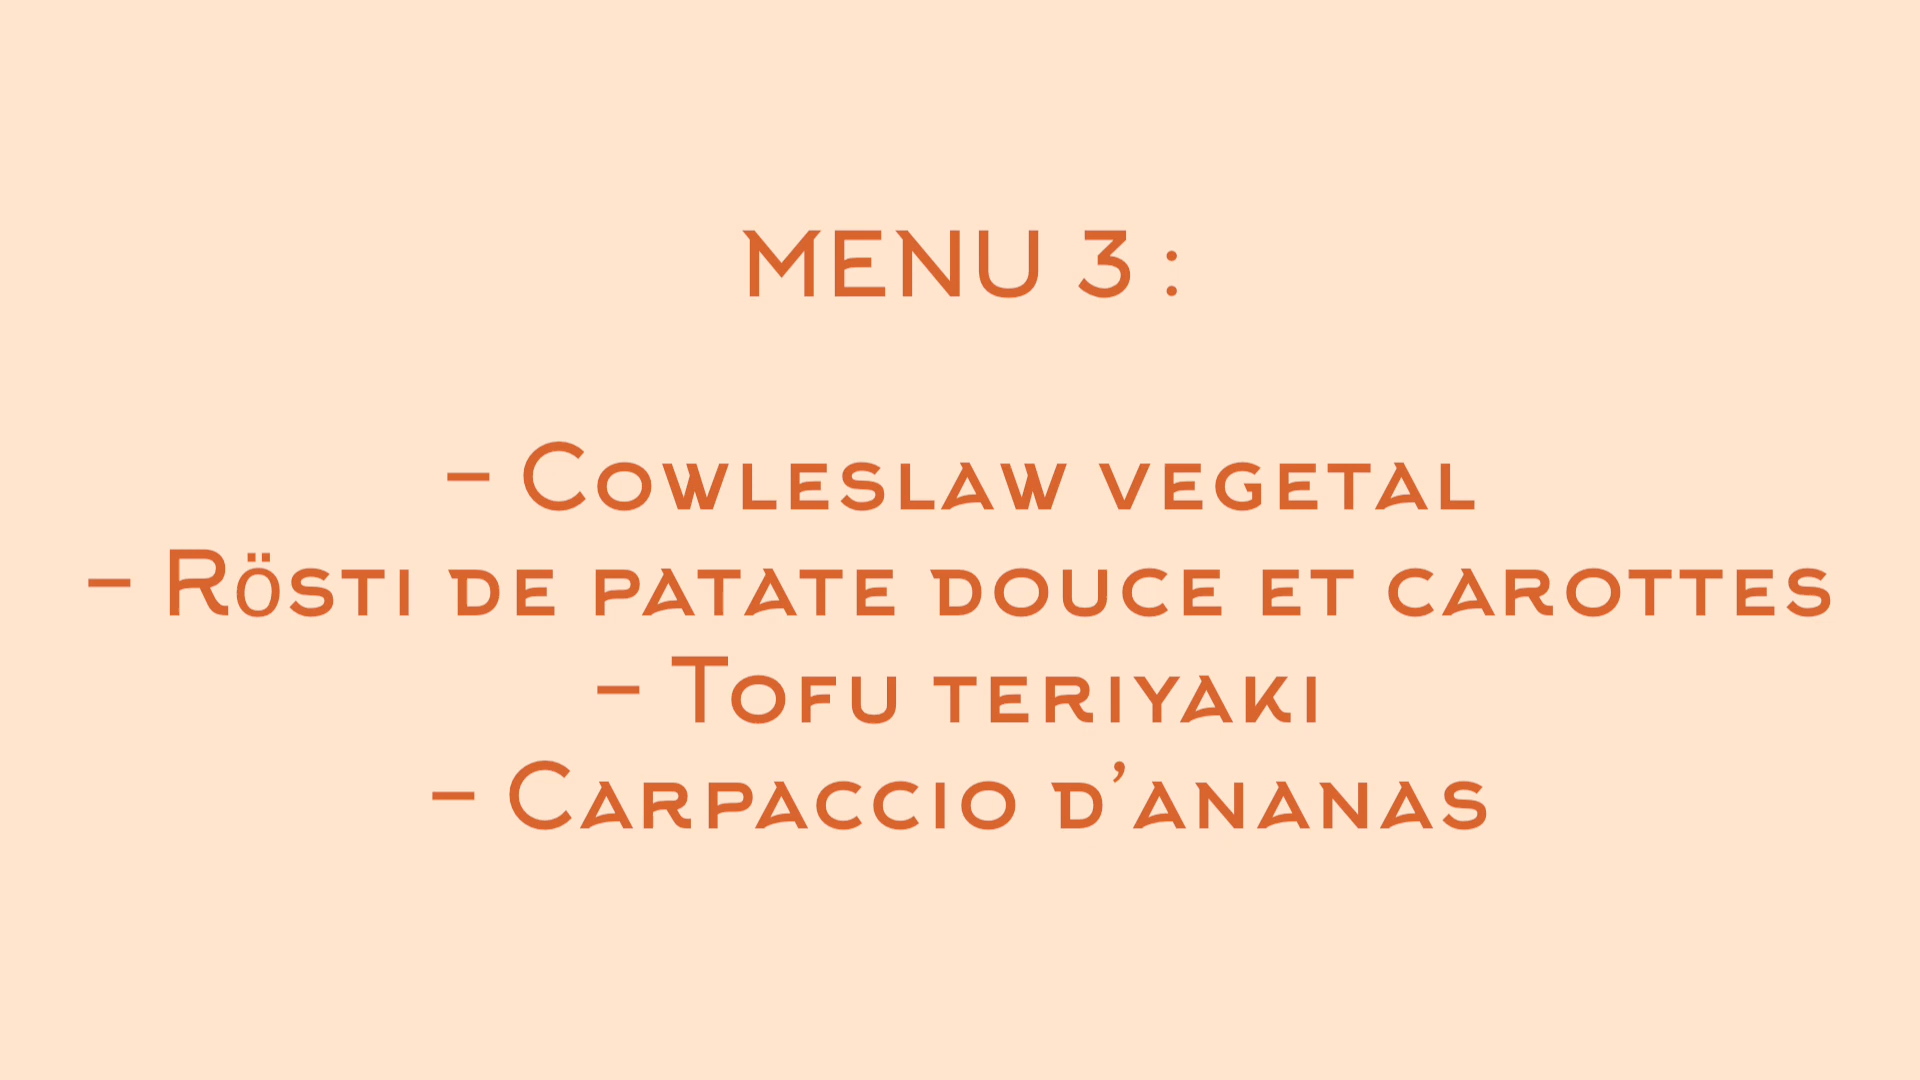 MENU 3 :
- Cowleslaw vegetal
- Rösti de patate douce et carottes
- Tofu teriyaki
- Carpaccio d'ananas